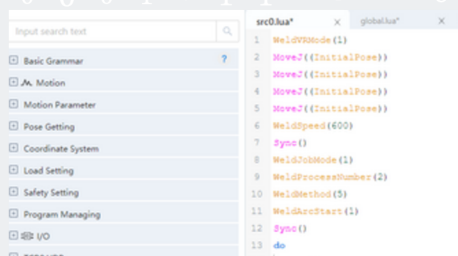 src0.lua* x global.lua* x
Input search text
Basic Grammar ?
Motion
Motion Parameter
Pose Getting
Coordinate System
Load Setting
Safety Setting
Program Managing
I/O
1 WeldVRMode(1)
2 MoveJ((InitialPose))
3 MoveJ((InitialPose))
4 MoveJ((InitialPose))
5 MoveJ((InitialPose))
6 WeldSpeed(600)
7 Sync()
8 WeldJobMode(1)
9 WeldProcessNumber(2)
10 WeldMethod(5)
11 WeldArcStart(1)
12 Sync()
13 do